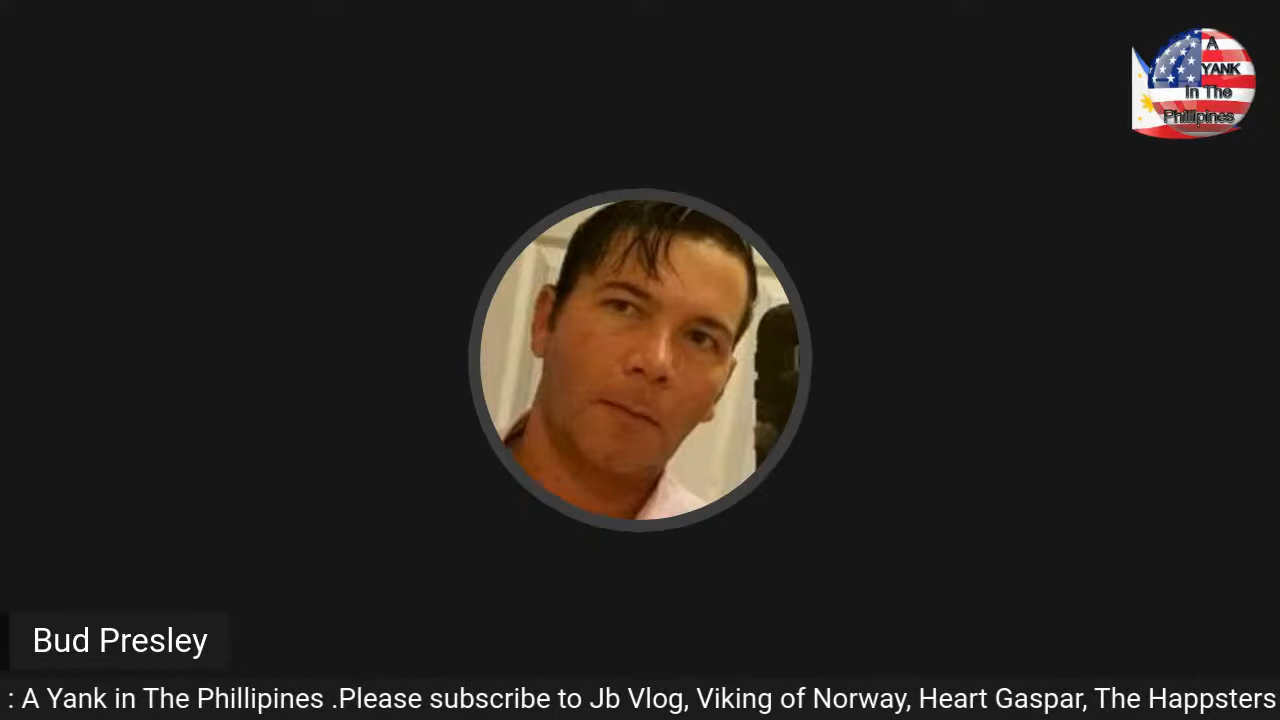 A
YANK
In The
Phillipines
Bud Presley
: A Yank in The Phillipines .Please subscribe to Jb Vlog, Viking of Norway, Heart Gaspar, The Happsters